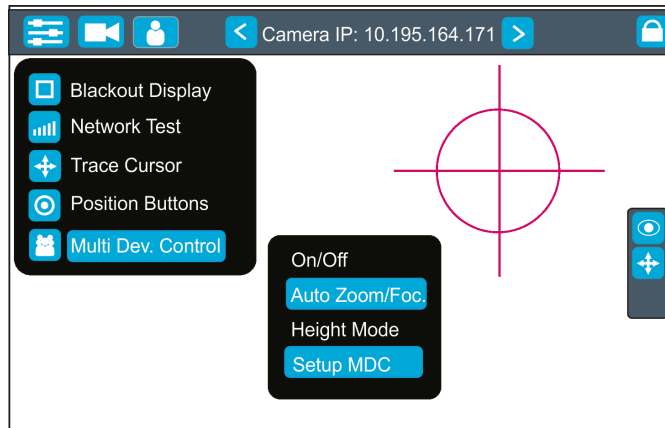 Camera IP: 10.195.164.171
Blackout Display
Network Test
Trace Cursor
Position Buttons
Multi Dev. Control
On/Off
Auto Zoom/Foc.
Height Mode
Setup MDC